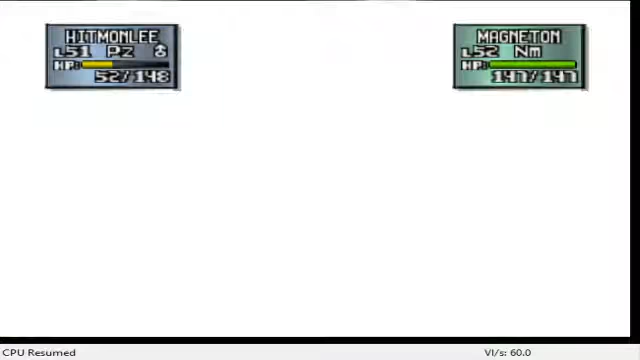 HITMONLEE
L51 Pz ♂
HP:
52/148
MAGNETON
L52 Nm
HP:
147/147
CPU Resumed
VI/s: 60.0